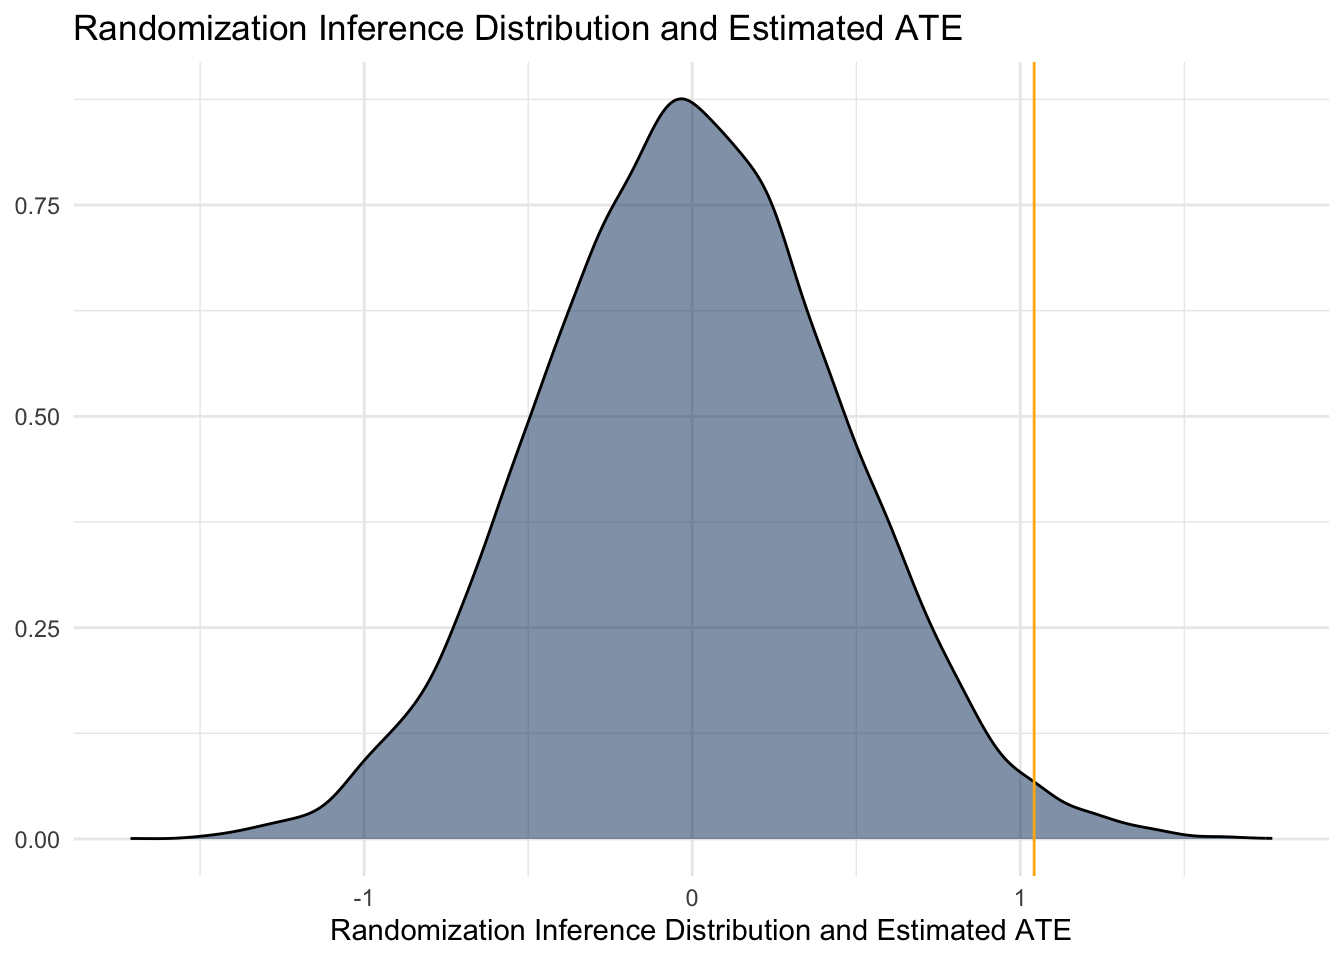 Randomization Inference Distribution and Estimated ATE
0.75
0.50
0.25
0.00
-1 0 1
Randomization Inference Distribution and Estimated ATE